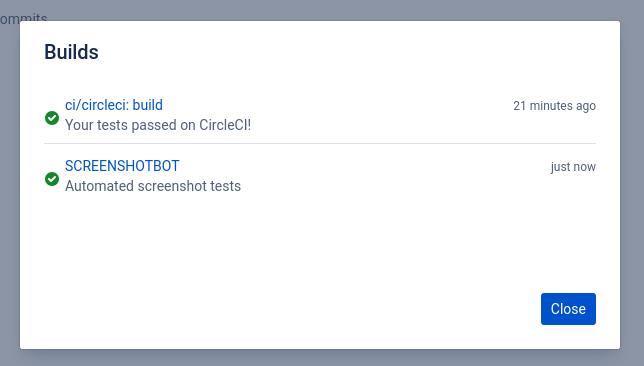 ommits
Builds
ci/circleci: build
21 minutes ago
Your tests passed on CircleCI!
SCREENSHOTBOT
just now
Automated screenshot tests
Close